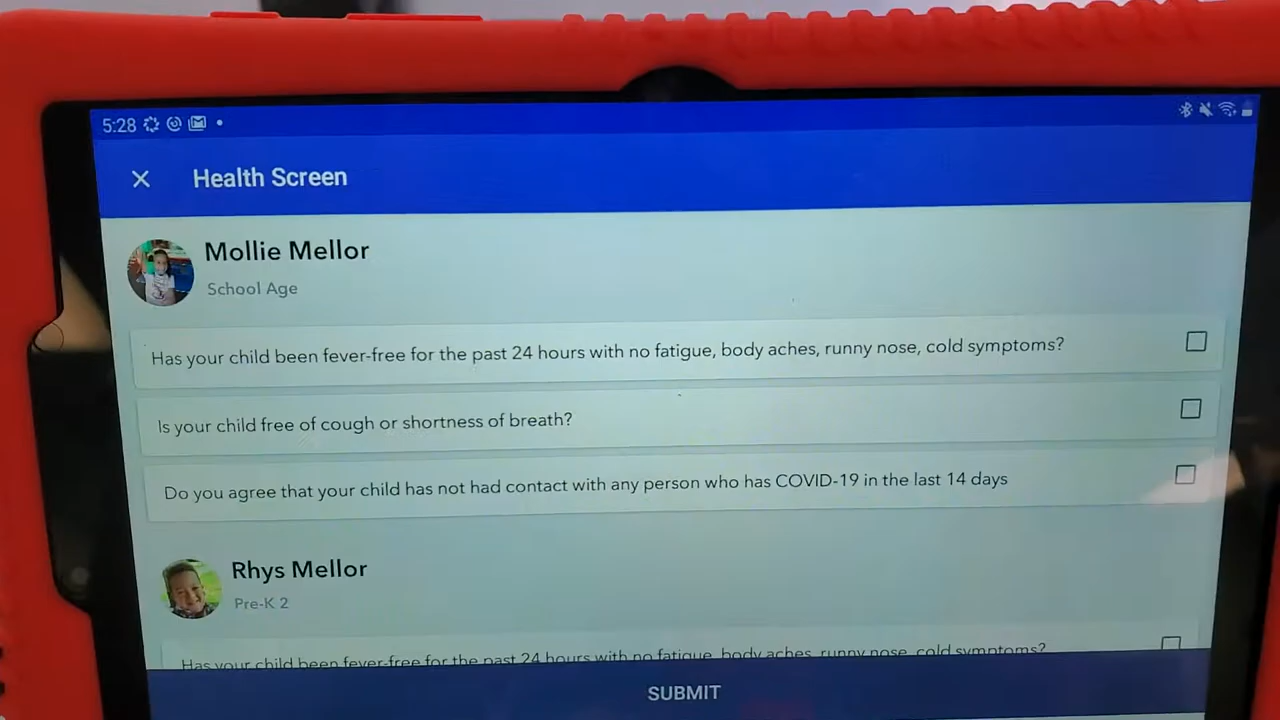 5:28
Health Screen
Mollie Mellor
School Age
Has your child been fever-free for the past 24 hours with no fatigue, body aches, runny nose, cold symptoms?
Is your child free of cough or shortness of breath?
Do you agree that your child has not had contact with any person who has COVID-19 in the last 14 days
Rhys Mellor
Pre-K 2
Has your child been fever-free for the past 24 hours with no fatigue, body aches, runny nose, cold symptoms?
SUBMIT